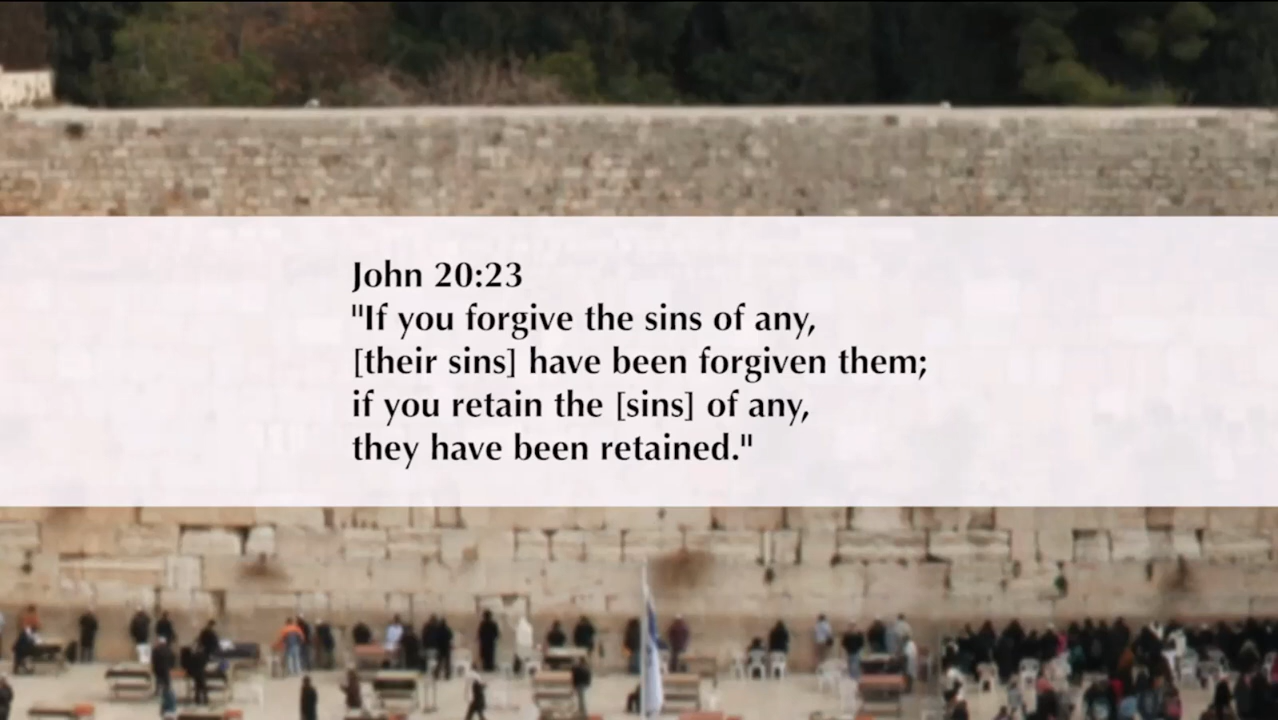 John 20:23
"If you forgive the sins of any,
[their sins] have been forgiven them;
if you retain the [sins] of any,
they have been retained."